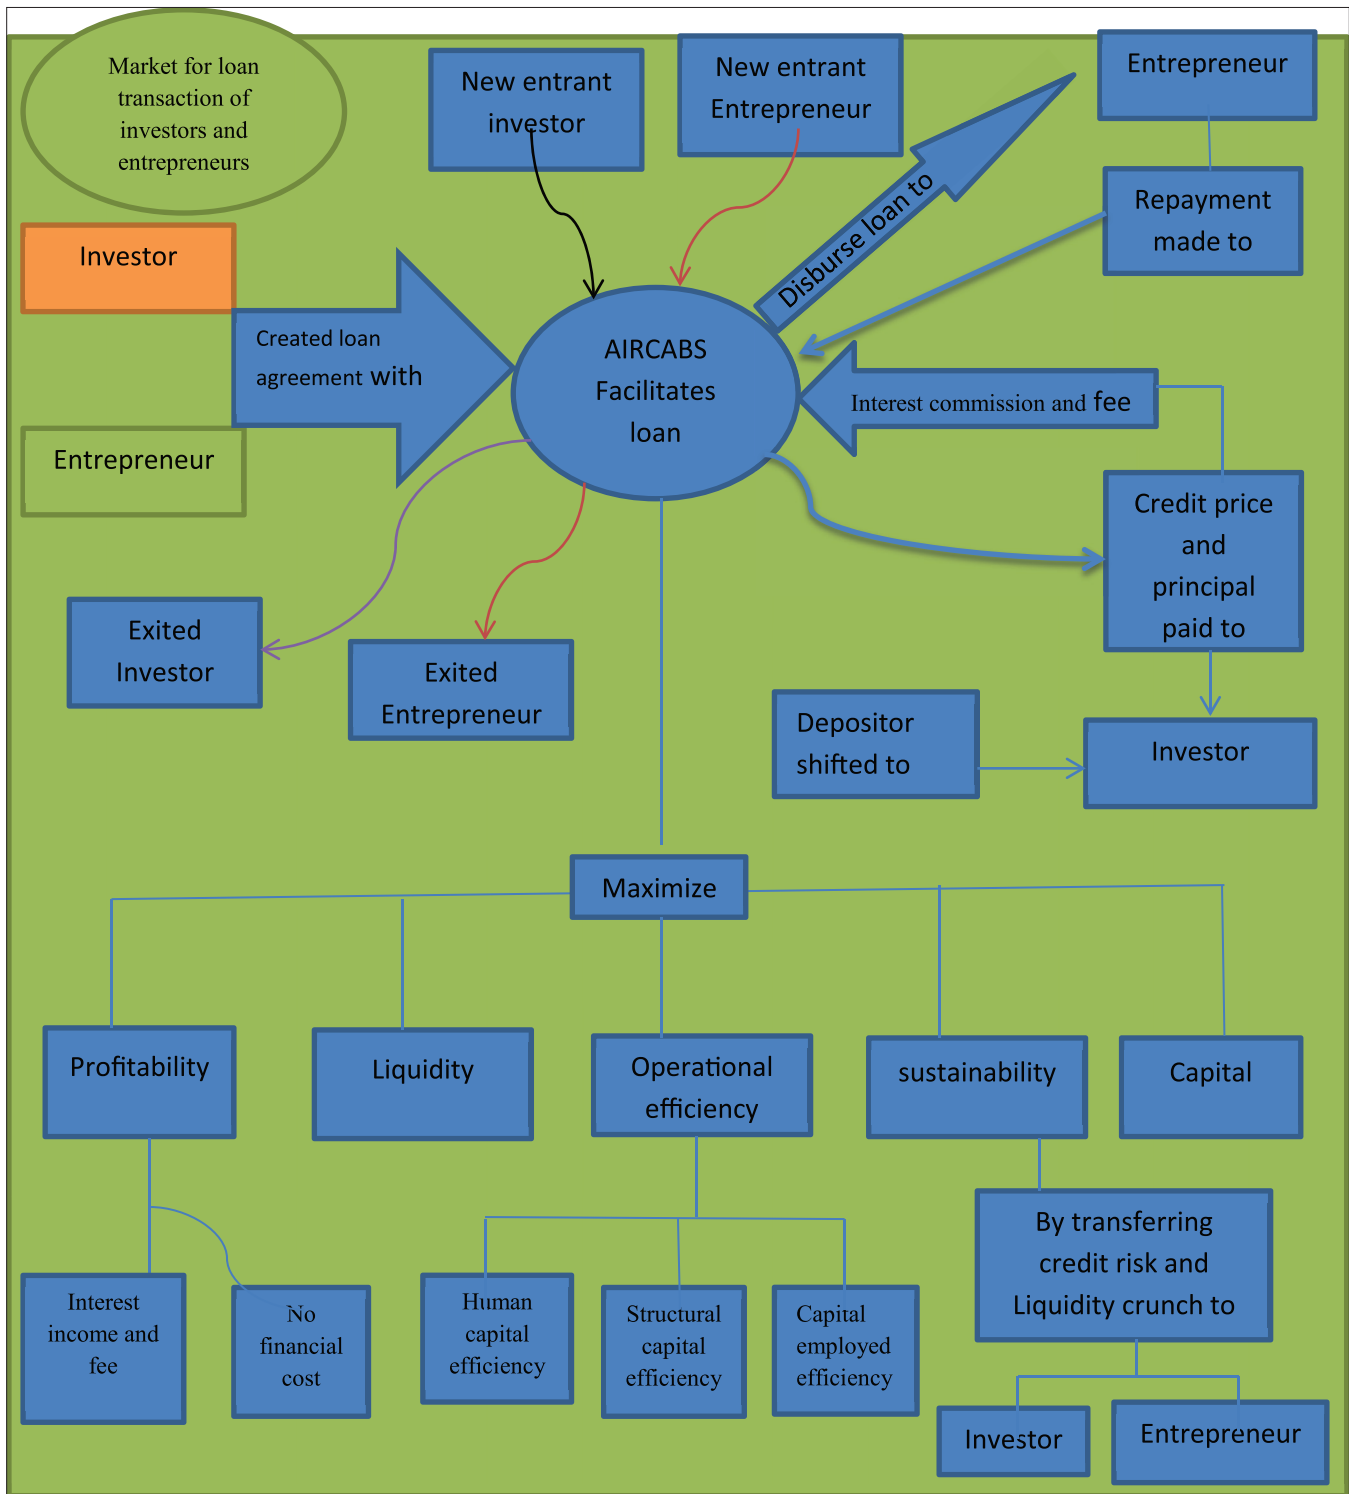 Market for loan
transaction of
investors and
entrepreneurs
New entrant
investor
New entrant
Entrepreneur
Entrepreneur
Disburse loan to
Repayment
made to
Investor
Created loan
agreement with
AIRCABS
Facilitates
loan
Interest commission and fee
Entrepreneur
Credit price
and
principal
paid to
Exited
Investor
Exited
Entrepreneur
Depositor
shifted to
Investor
Maximize
Profitability
Liquidity
Operational
efficiency
sustainability
Capital
By transferring
credit risk and
Liquidity crunch to
Interest
income and
fee
No
financial
cost
Human
capital
efficiency
Structural
capital
efficiency
Capital
employed
efficiency
Investor
Entrepreneur